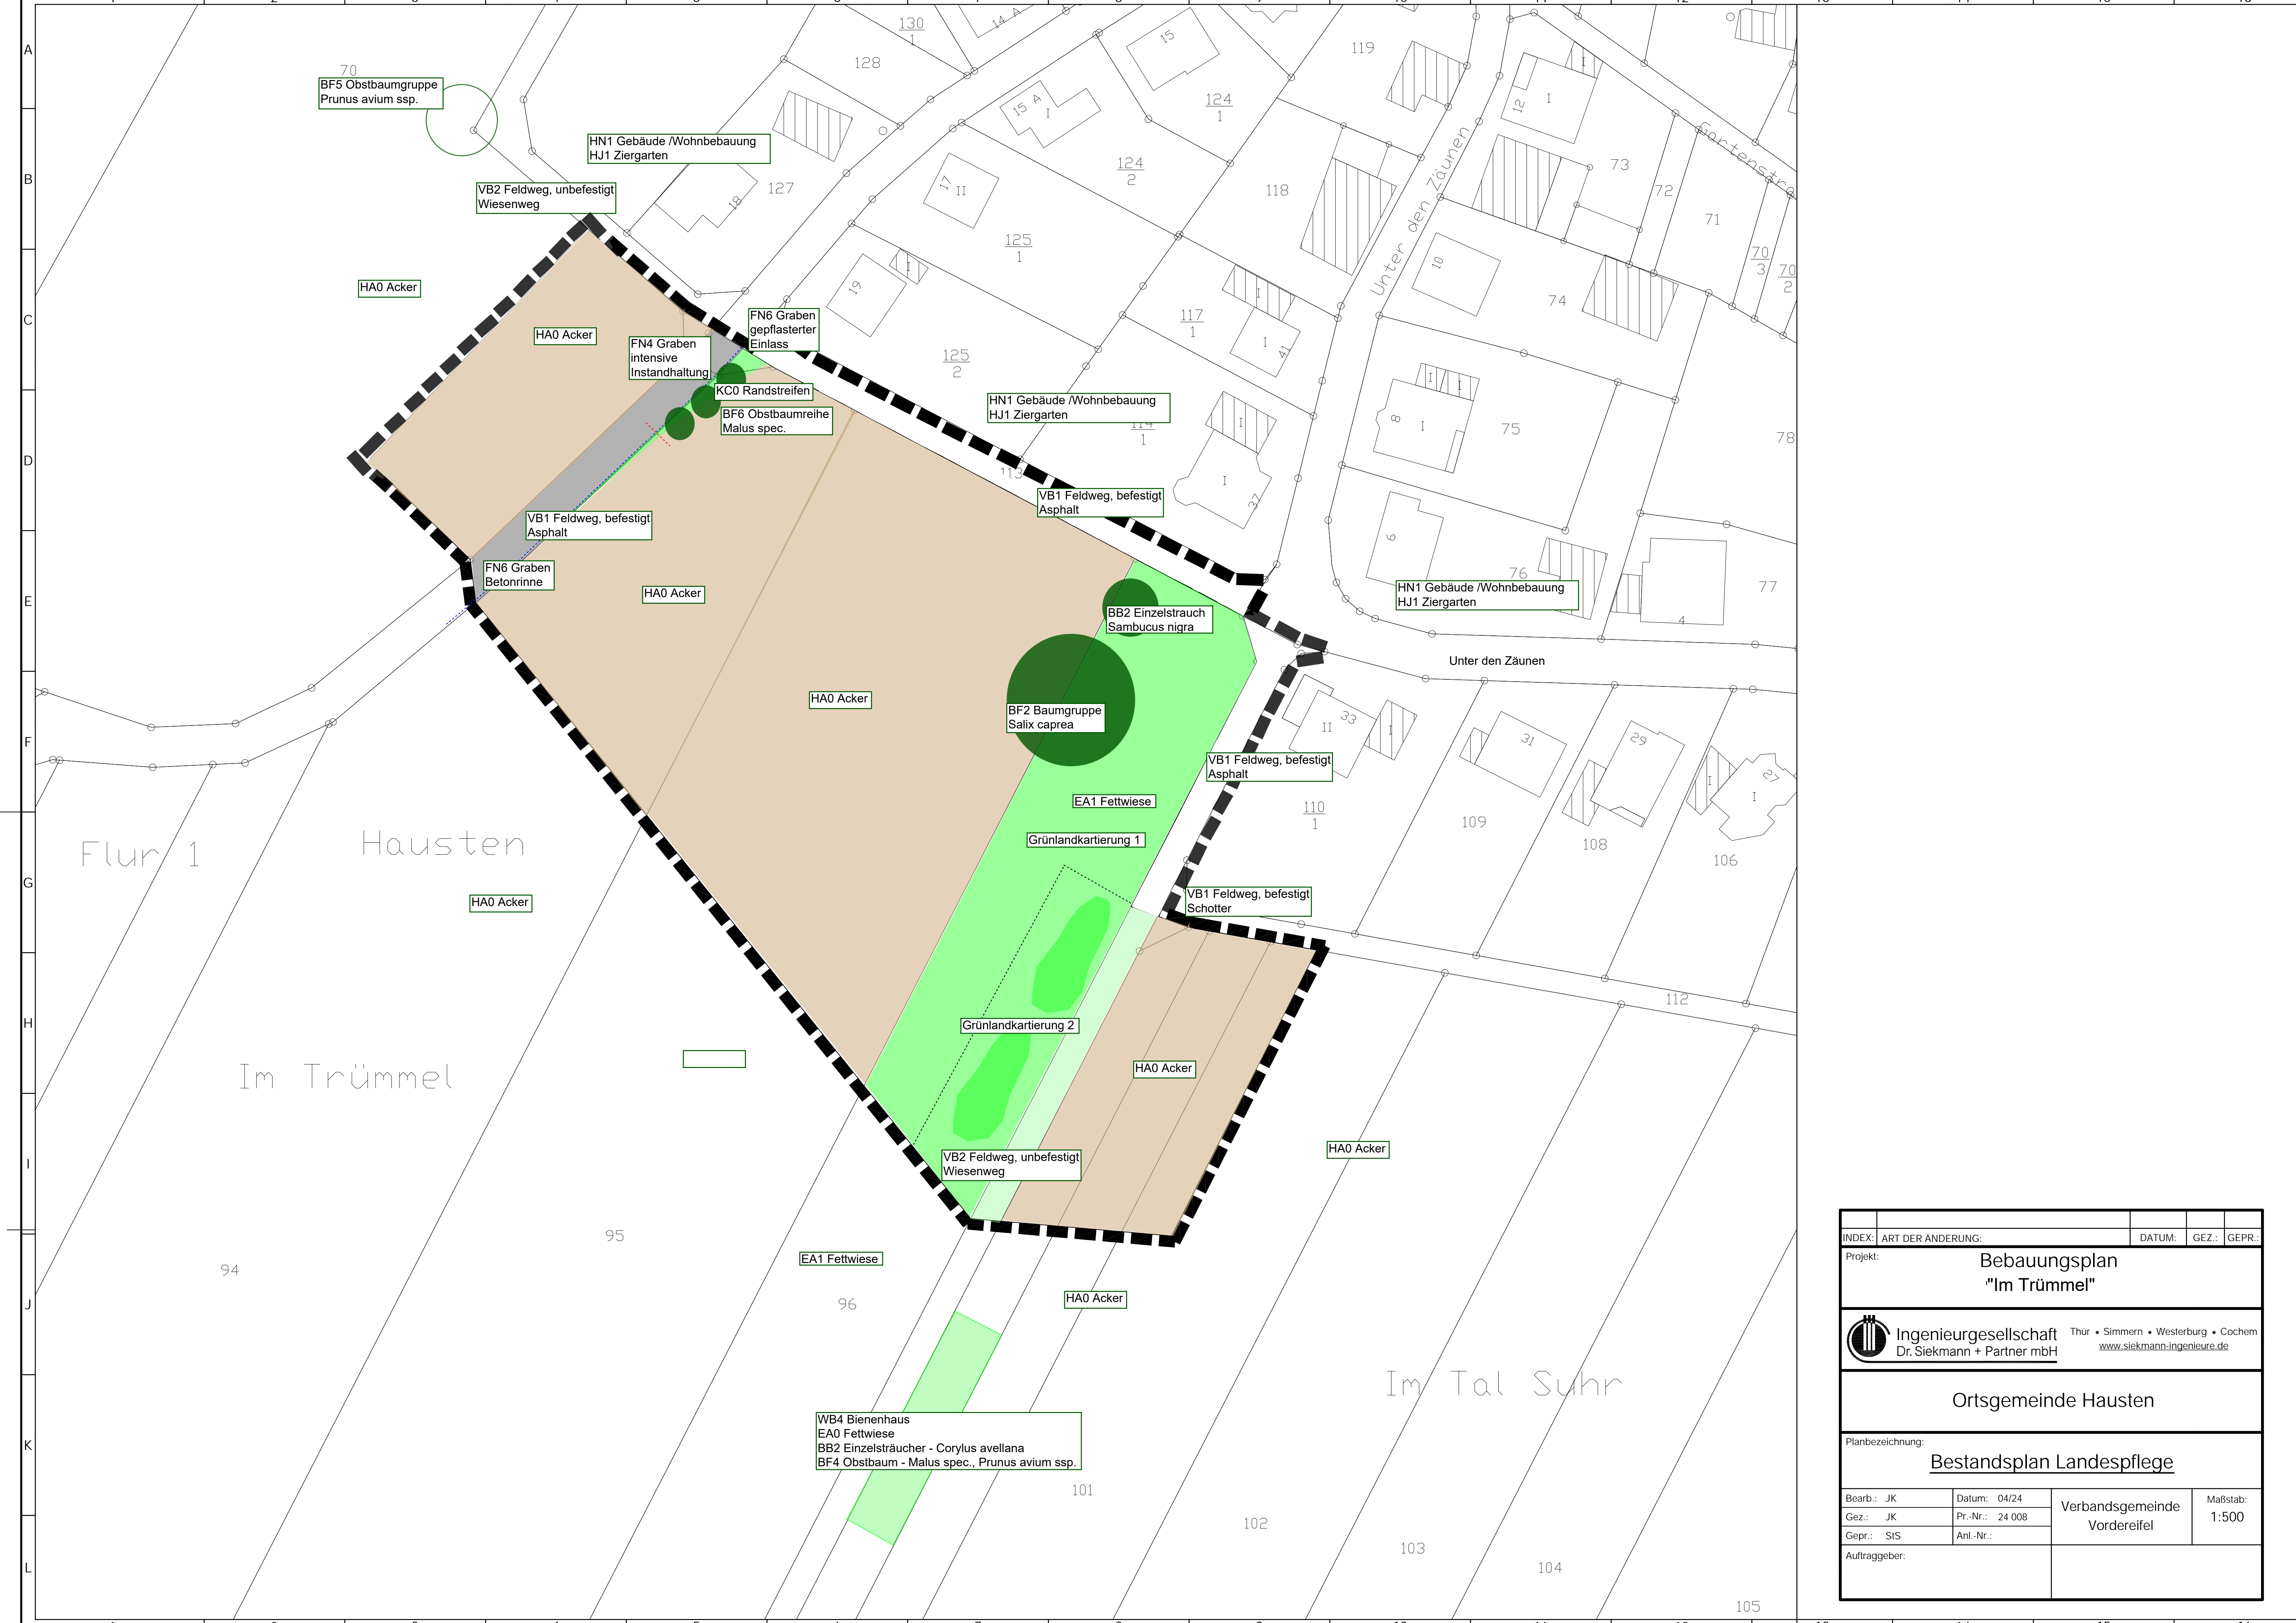 A
B
C
D
E
F
G
H
I
J
K
L
70
BF5 Obstbaumgruppe
Prunus avium ssp.
130
1
128
14 A
15
15 A
I
119
124
1
12
I
I
Gartenstra
HN1 Gebäude /Wohnbebauung
HJ1 Ziergarten
VB2 Feldweg, unbefestigt
Wiesenweg
127
18
17
II
124
2
118
Unter den Zäunen
73
72
71
70
3
70
2
125
1
10
74
HA0 Acker
HA0 Acker
19
I
I
117
1
I
41
FN6 Graben
gepflasterter
Einlass
FN4 Graben
intensive
Instandhaltung
125
2
KC0 Randstreifen
BF6 Obstbaumreihe
Malus spec.
HN1 Gebäude /Wohnbebauung
HJ1 Ziergarten
114
1
113
I
I
37
I
I
8
I
75
78
VB1 Feldweg, befestigt
Asphalt
VB1 Feldweg, befestigt
Asphalt
FN6 Graben
Betonrinne
HA0 Acker
6
76
77
4
HN1 Gebäude /Wohnbebauung
HJ1 Ziergarten
BB2 Einzelstrauch
Sambucus nigra
Unter den Zäunen
HA0 Acker
BF2 Baumgruppe
Salix caprea
II
33
I
31
29
27
I
I
VB1 Feldweg, befestigt
Asphalt
EA1 Fettwiese
110
1
109
108
106
Grünlandkartierung 1
Flur 1
Hausten
HA0 Acker
VB1 Feldweg, befestigt
Schotter
112
Grünlandkartierung 2
Im Trümmel
HA0 Acker
HA0 Acker
VB2 Feldweg, unbefestigt
Wiesenweg
95
94
EA1 Fettwiese
96
HA0 Acker
Im Tal Suhr
WB4 Bienenhaus
EA0 Fettwiese
BB2 Einzelsträucher - Corylus avellana
BF4 Obstbaum - Malus spec., Prunus avium ssp.
101
102
103
104
105
INDEX: ART DER ÄNDERUNG: DATUM: GEZ.: GEPR.:
Projekt:
Bebauungsplan
"Im Trümmel"
Ingenieurgesellschaft
Dr. Siekmann + Partner mbH
Thür • Simmern • Westerburg • Cochem
www.siekmann-ingenieure.de
Ortsgemeinde Hausten
Planbezeichnung:
Bestandsplan Landespflege
Bearb.: JK
Datum: 04/24
Gez.: JK
Pr.-Nr.: 24 008
Gepr.: StS
Anl.-Nr.:
Verbandsgemeinde
Vordereifel
Maßstab:
1:500
Auftraggeber: